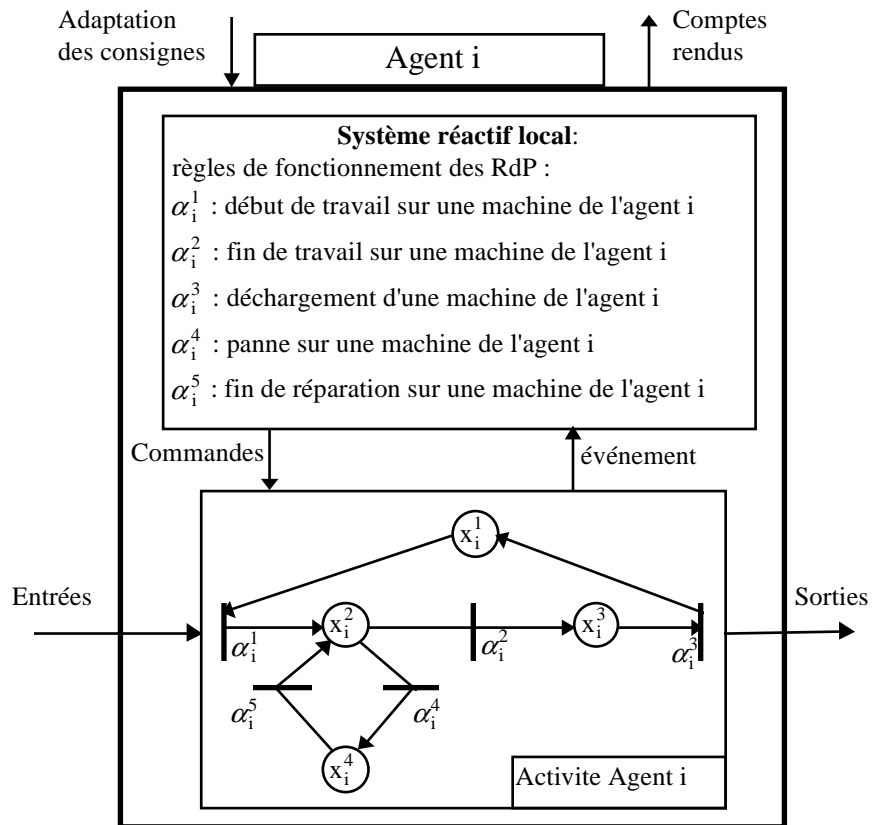 Adaptation
des consignes
Comptes
rendus
Agent i
Système réactif local:
règles de fonctionnement des RdP :
α_i^1 : début de travail sur une machine de l'agent i
α_i^2 : fin de travail sur une machine de l'agent i
α_i^3 : déchargement d'une machine de l'agent i
α_i^4 : panne sur une machine de l'agent i
α_i^5 : fin de réparation sur une machine de l'agent i
Commandes
événement
x_i^1
Entrées
Sorties
x_i^2
x_i^3
α_i^1
α_i^2
α_i^3
α_i^5
α_i^4
x_i^4
Activite Agent i